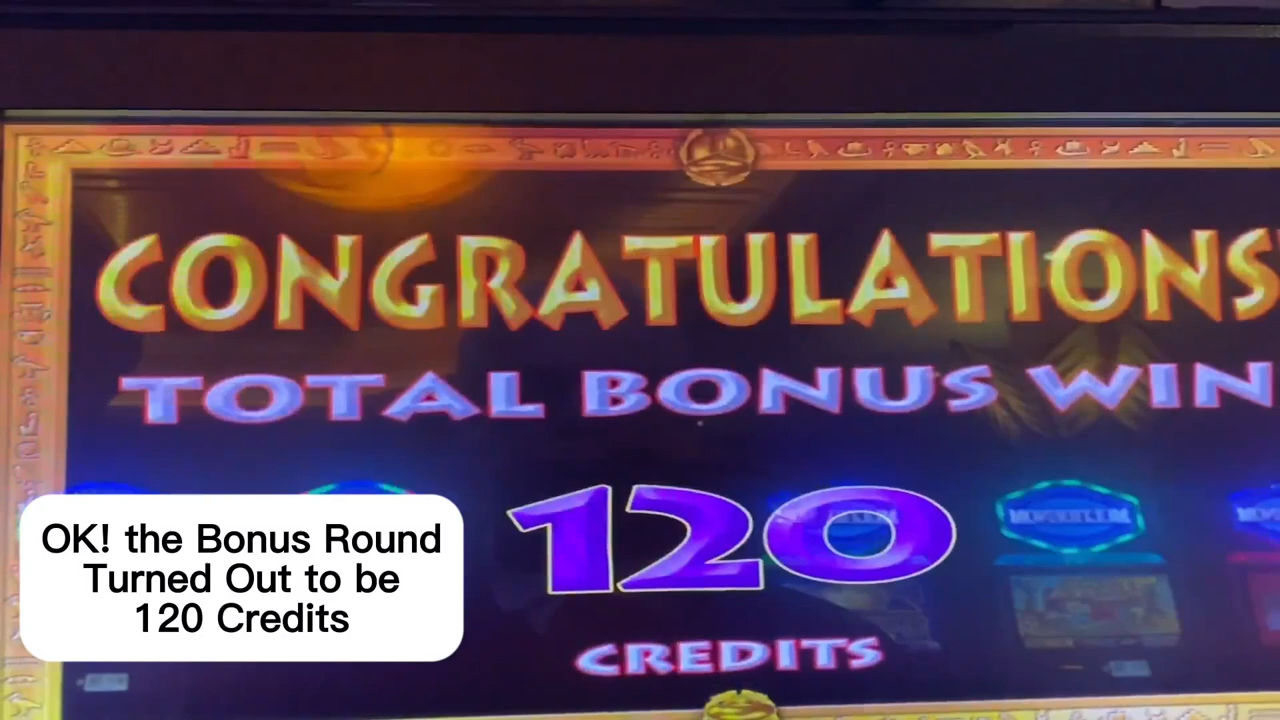 CONGRATULATIONS
TOTAL BONUS WIN
120
CREDITS
OK! the Bonus Round
Turned Out to be
120 Credits